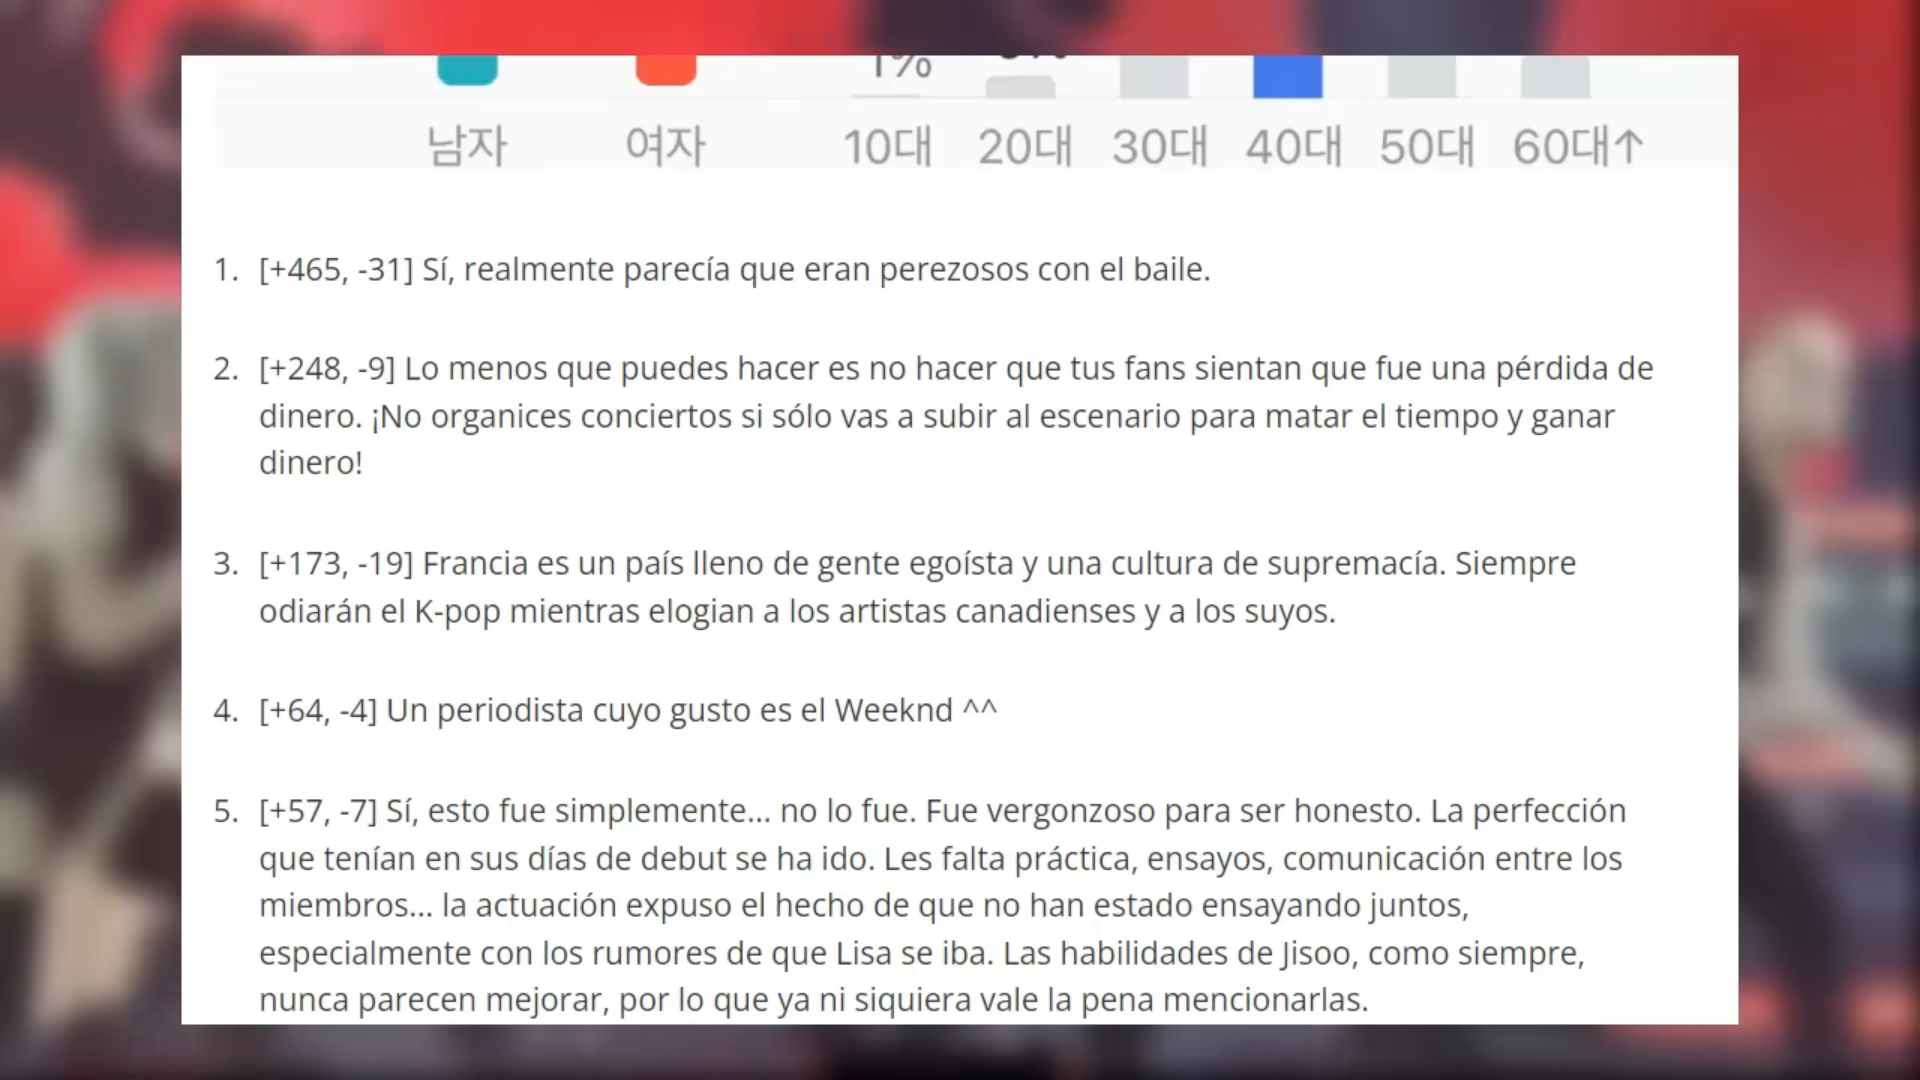 1%
남자 여자 10대 20대 30대 40대 50대 60대↑
1. [+465, -31] Sí, realmente parecía que eran perezosos con el baile.
2. [+248, -9] Lo menos que puedes hacer es no hacer que tus fans sientan que fue una pérdida de
dinero. ¡No organices conciertos si sólo vas a subir al escenario para matar el tiempo y ganar
dinero!
3. [+173, -19] Francia es un país lleno de gente egoísta y una cultura de supremacía. Siempre
odiarán el K-pop mientras elogian a los artistas canadienses y a los suyos.
4. [+64, -4] Un periodista cuyo gusto es el Weeknd ^^
5. [+57, -7] Sí, esto fue simplemente... no lo fue. Fue vergonzoso para ser honesto. La perfección
que tenían en sus días de debut se ha ido. Les falta práctica, ensayos, comunicación entre los
miembros... la actuación expuso el hecho de que no han estado ensayando juntos,
especialmente con los rumores de que Lisa se iba. Las habilidades de Jisoo, como siempre,
nunca parecen mejorar, por lo que ya ni siquiera vale la pena mencionarlas.